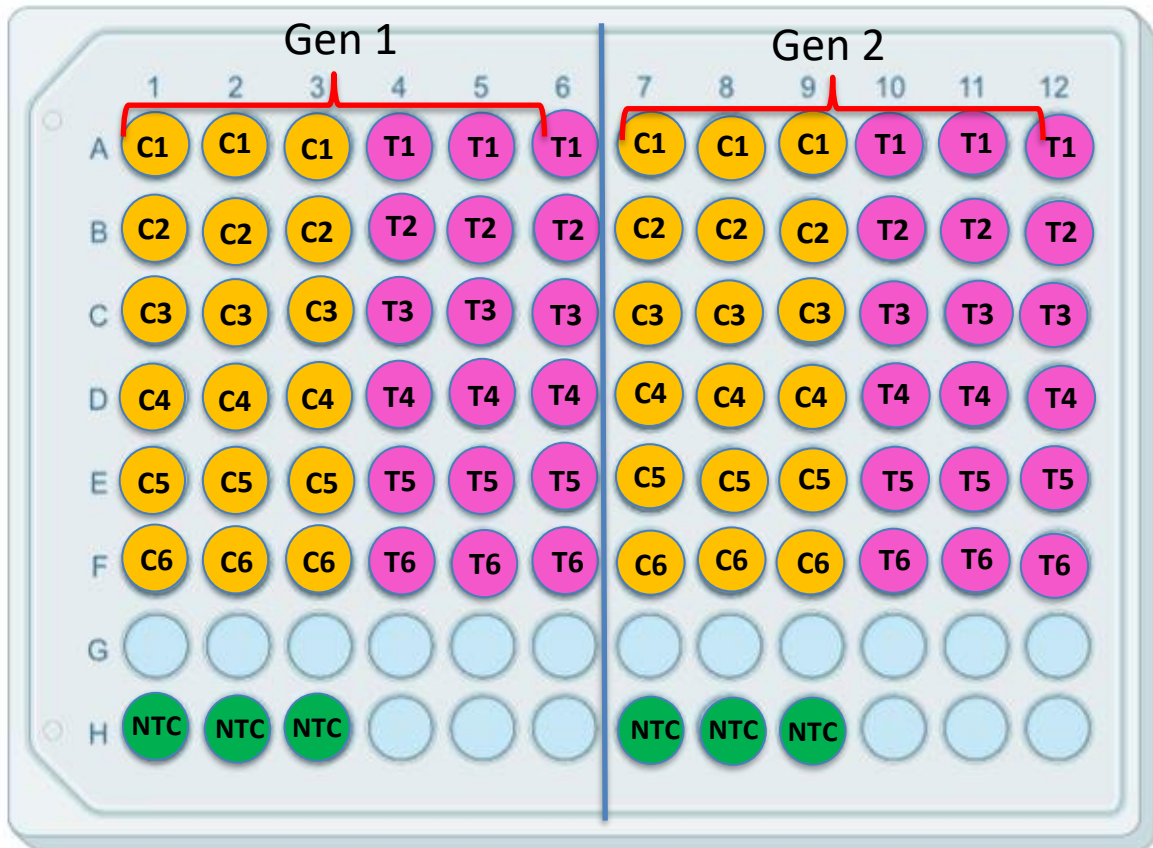 Gen 1 Gen 2
1 2 3 4 5 6 7 8 9 10 11 12
A C1 C1 C1 T1 T1 T1 C1 C1 C1 T1 T1 T1
B C2 C2 C2 T2 T2 T2 C2 C2 C2 T2 T2 T2
C C3 C3 C3 T3 T3 T3 C3 C3 C3 T3 T3 T3
D C4 C4 C4 T4 T4 T4 C4 C4 C4 T4 T4 T4
E C5 C5 C5 T5 T5 T5 C5 C5 C5 T5 T5 T5
F C6 C6 C6 T6 T6 T6 C6 C6 C6 T6 T6 T6
G
H NTC NTC NTC NTC NTC NTC